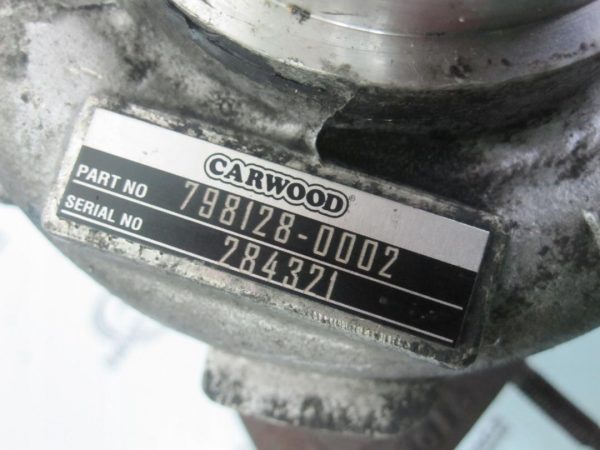 CARWOOD®
PART NO 798128-0002
SERIAL NO 284321